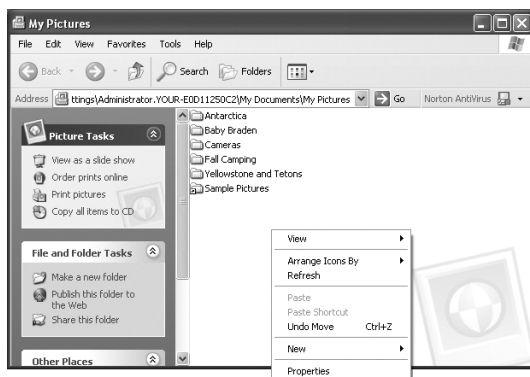 My Pictures
File Edit View Favorites Tools Help
Back Search Folders
Address ttings\Administrator.YOUR-E0D11250C2\My Documents\My Pictures Go Norton AntiVirus
Picture Tasks
View as a slide show
Order prints online
Print pictures
Copy all items to CD
File and Folder Tasks
Make a new folder
Publish this folder to
the Web
Share this folder
Other Places
Antarctica
Baby Braden
Cameras
Fall Camping
Yellowstone and Tetons
Sample Pictures
View
Arrange Icons By
Refresh
Paste
Paste Shortcut
Undo Move Ctrl+Z
New
Properties